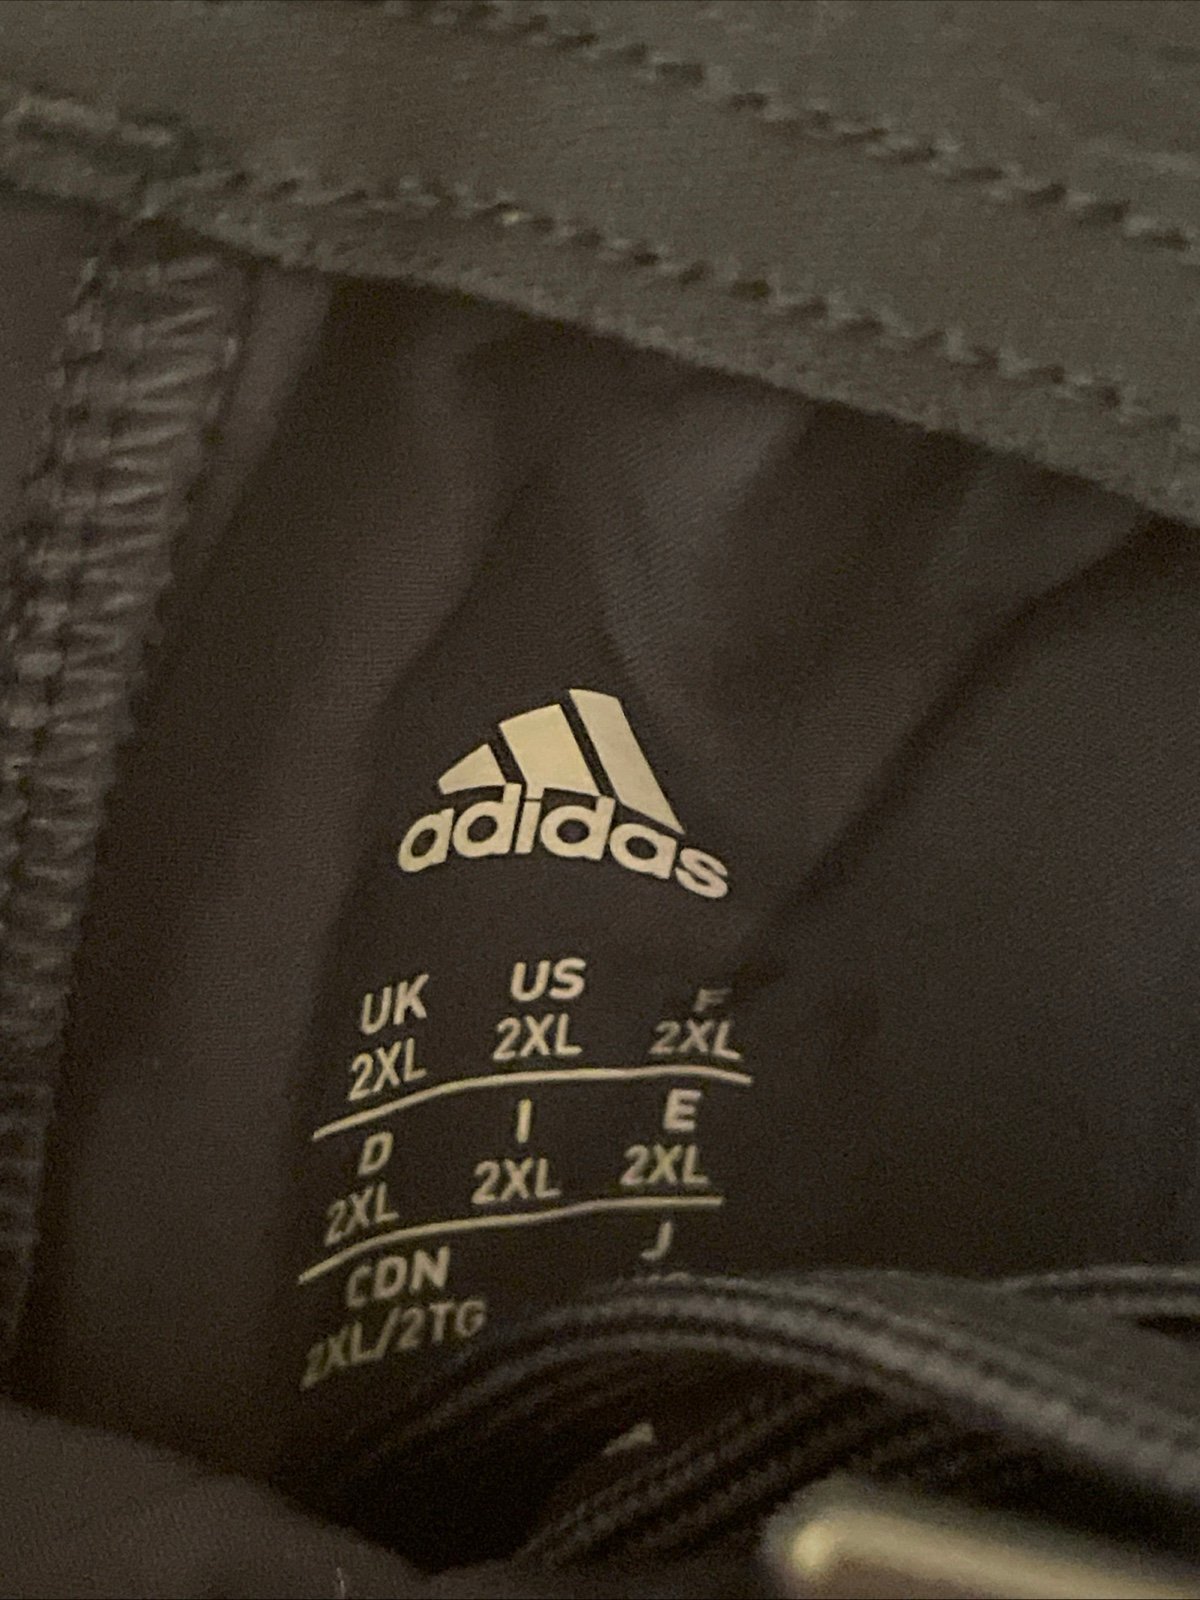 adidas
UK US F
2XL 2XL 2XL
D I E
2XL 2XL 2XL
CDN J
2XL/2TG